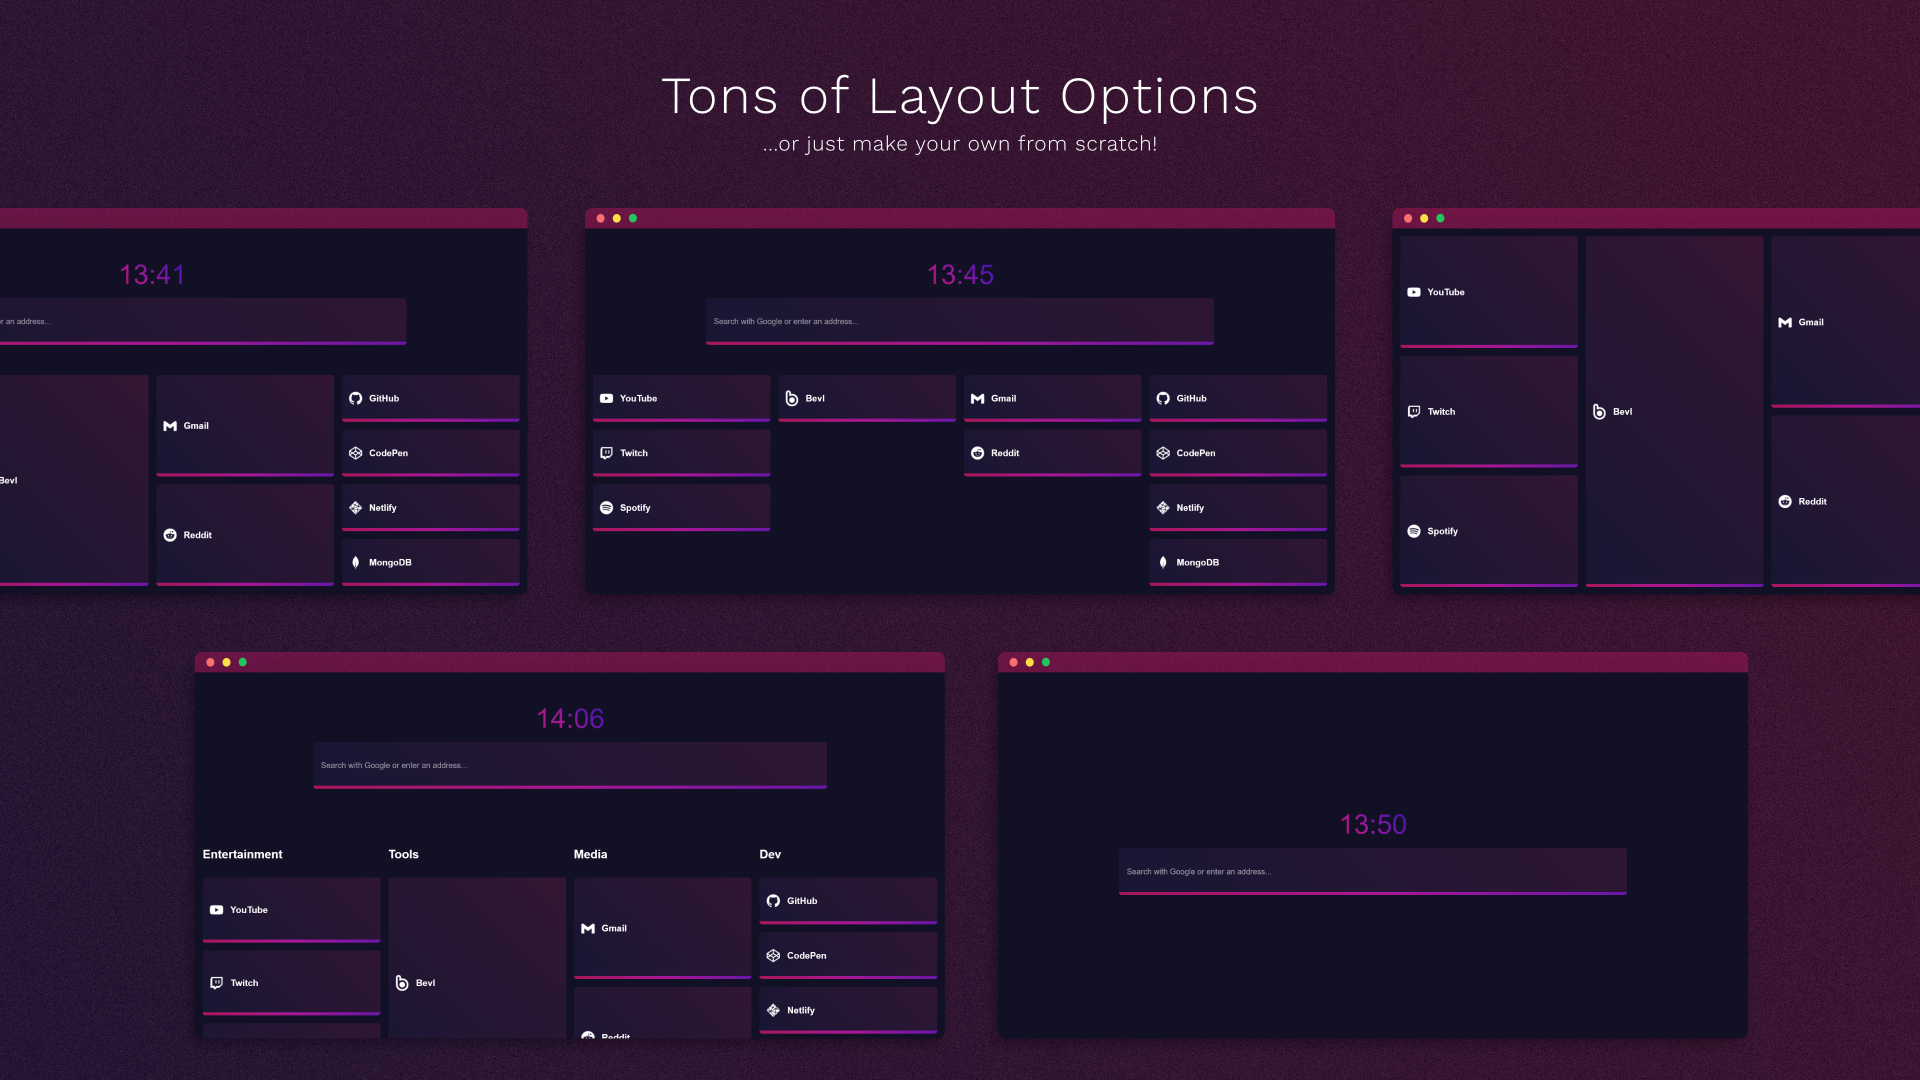 Tons of Layout Options
...or just make your own from scratch!
13:41
an address...
Bevl
Gmail
Reddit
GitHub
CodePen
Netlify
MongoDB
13:45
Search with Google or enter an address...
YouTube
Twitch
Spotify
Bevl
Gmail
Reddit
GitHub
CodePen
Netlify
MongoDB
YouTube
Twitch
Spotify
Bevl
Gmail
Reddit
14:06
Search with Google or enter an address...
Entertainment
YouTube
Twitch
Tools
Bevl
Media
Gmail
Reddit
Dev
GitHub
CodePen
Netlify
13:50
Search with Google or enter an address...